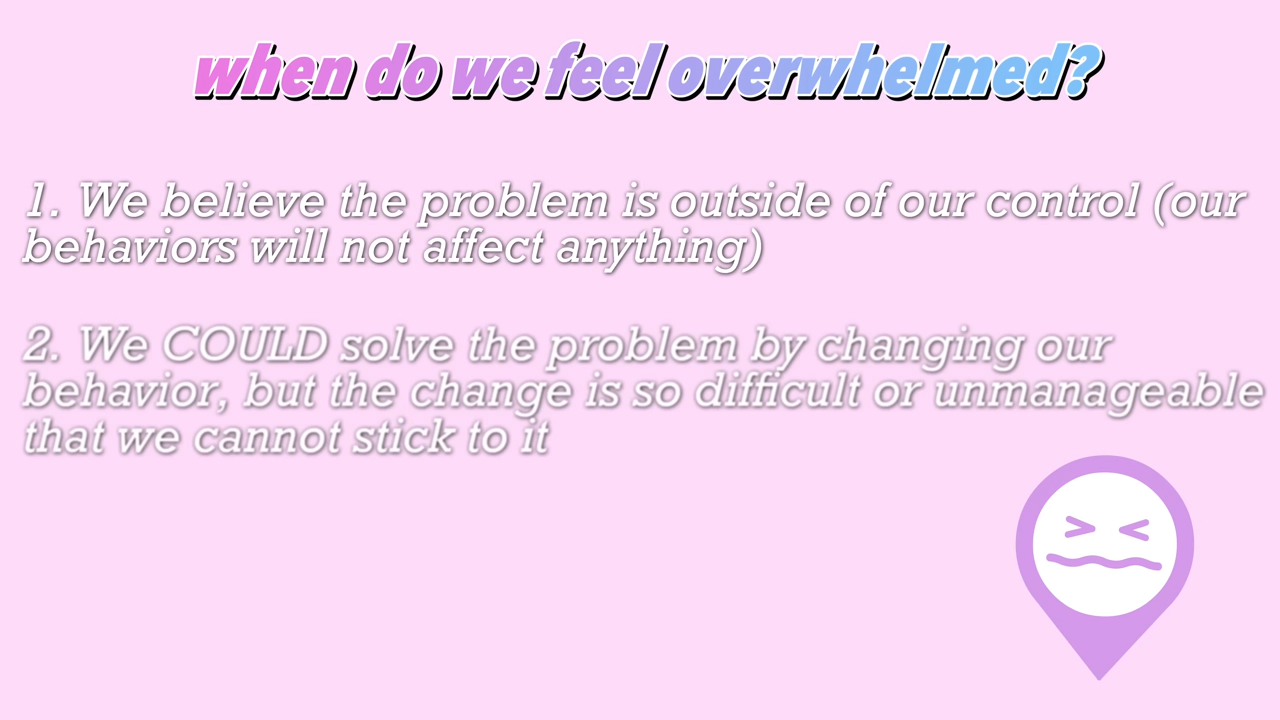 when do we feel overwhelmed?
1. We believe the problem is outside of our control (our
behaviors will not affect anything)
2. We COULD solve the problem by changing our
behavior, but the change is so difficult or unmanageable
that we cannot stick to it